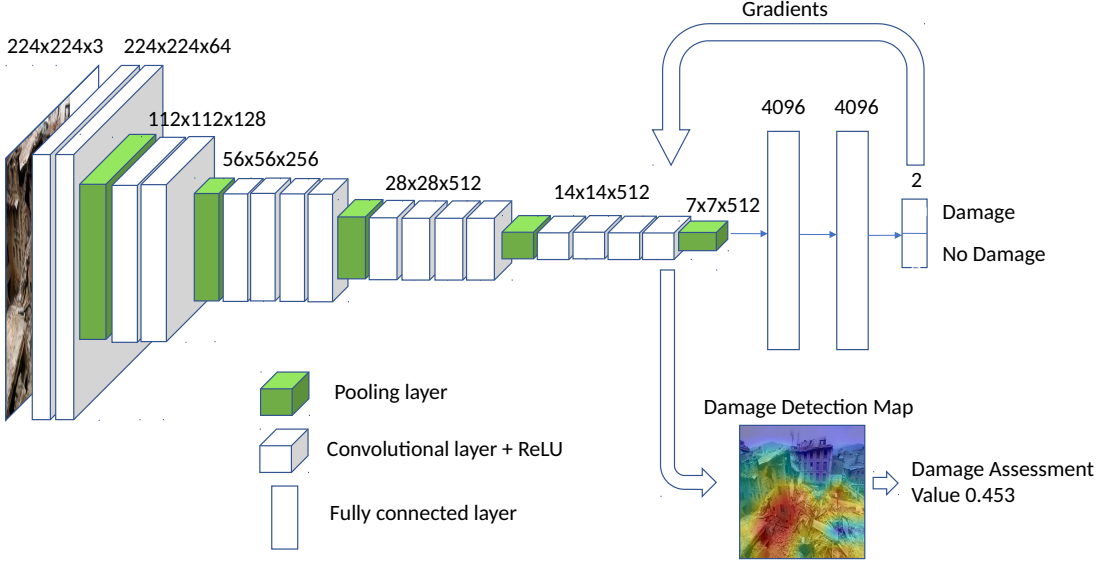 Gradients
224x224x3
224x224x64
112x112x128
56x56x256
28x28x512
14x14x512
7x7x512
4096
4096
2
Damage
No Damage
Pooling layer
Convolutional layer + ReLU
Fully connected layer
Damage Detection Map
Damage Assessment
Value 0.453